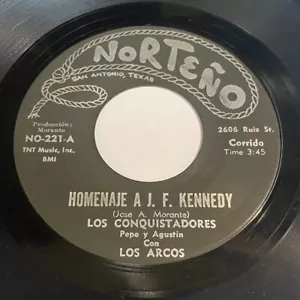 NORTEÑO
SAN ANTONIO, TEXAS
Producción:
Morante
NO-221-A
TNT Music, Inc.
BMI
2606 Ruiz St.
Corrido
Time 3:45
HOMENAJE A J. F. KENNEDY
(Jose A. Morante)
LOS CONQUISTADORES
Pepe y Agustin
Con
LOS ARCOS